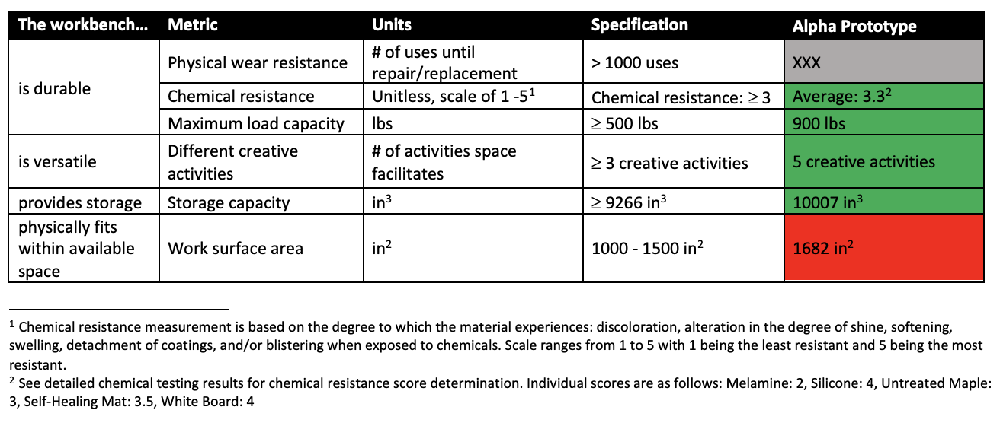 The workbench... Metric Units Specification Alpha Prototype
is durable
Physical wear resistance
# of uses until
repair/replacement
> 1000 uses
XXX
Chemical resistance
Unitless, scale of 1 -5¹
Chemical resistance: ≥ 3
Average: 3.3²
Maximum load capacity
lbs
≥ 500 lbs
900 lbs
is versatile
Different creative
activities
# of activities space
facilitates
≥ 3 creative activities
5 creative activities
provides storage
Storage capacity
in³
≥ 9266 in³
10007 in³
physically fits
within available
space
Work surface area
in²
1000 - 1500 in²
1682 in²
¹ Chemical resistance measurement is based on the degree to which the material experiences: discoloration, alteration in the degree of shine, softening,
swelling, detachment of coatings, and/or blistering when exposed to chemicals. Scale ranges from 1 to 5 with 1 being the least resistant and 5 being the most
resistant.
² See detailed chemical testing results for chemical resistance score determination. Individual scores are as follows: Melamine: 2, Silicone: 4, Untreated Maple:
3, Self-Healing Mat: 3.5, White Board: 4